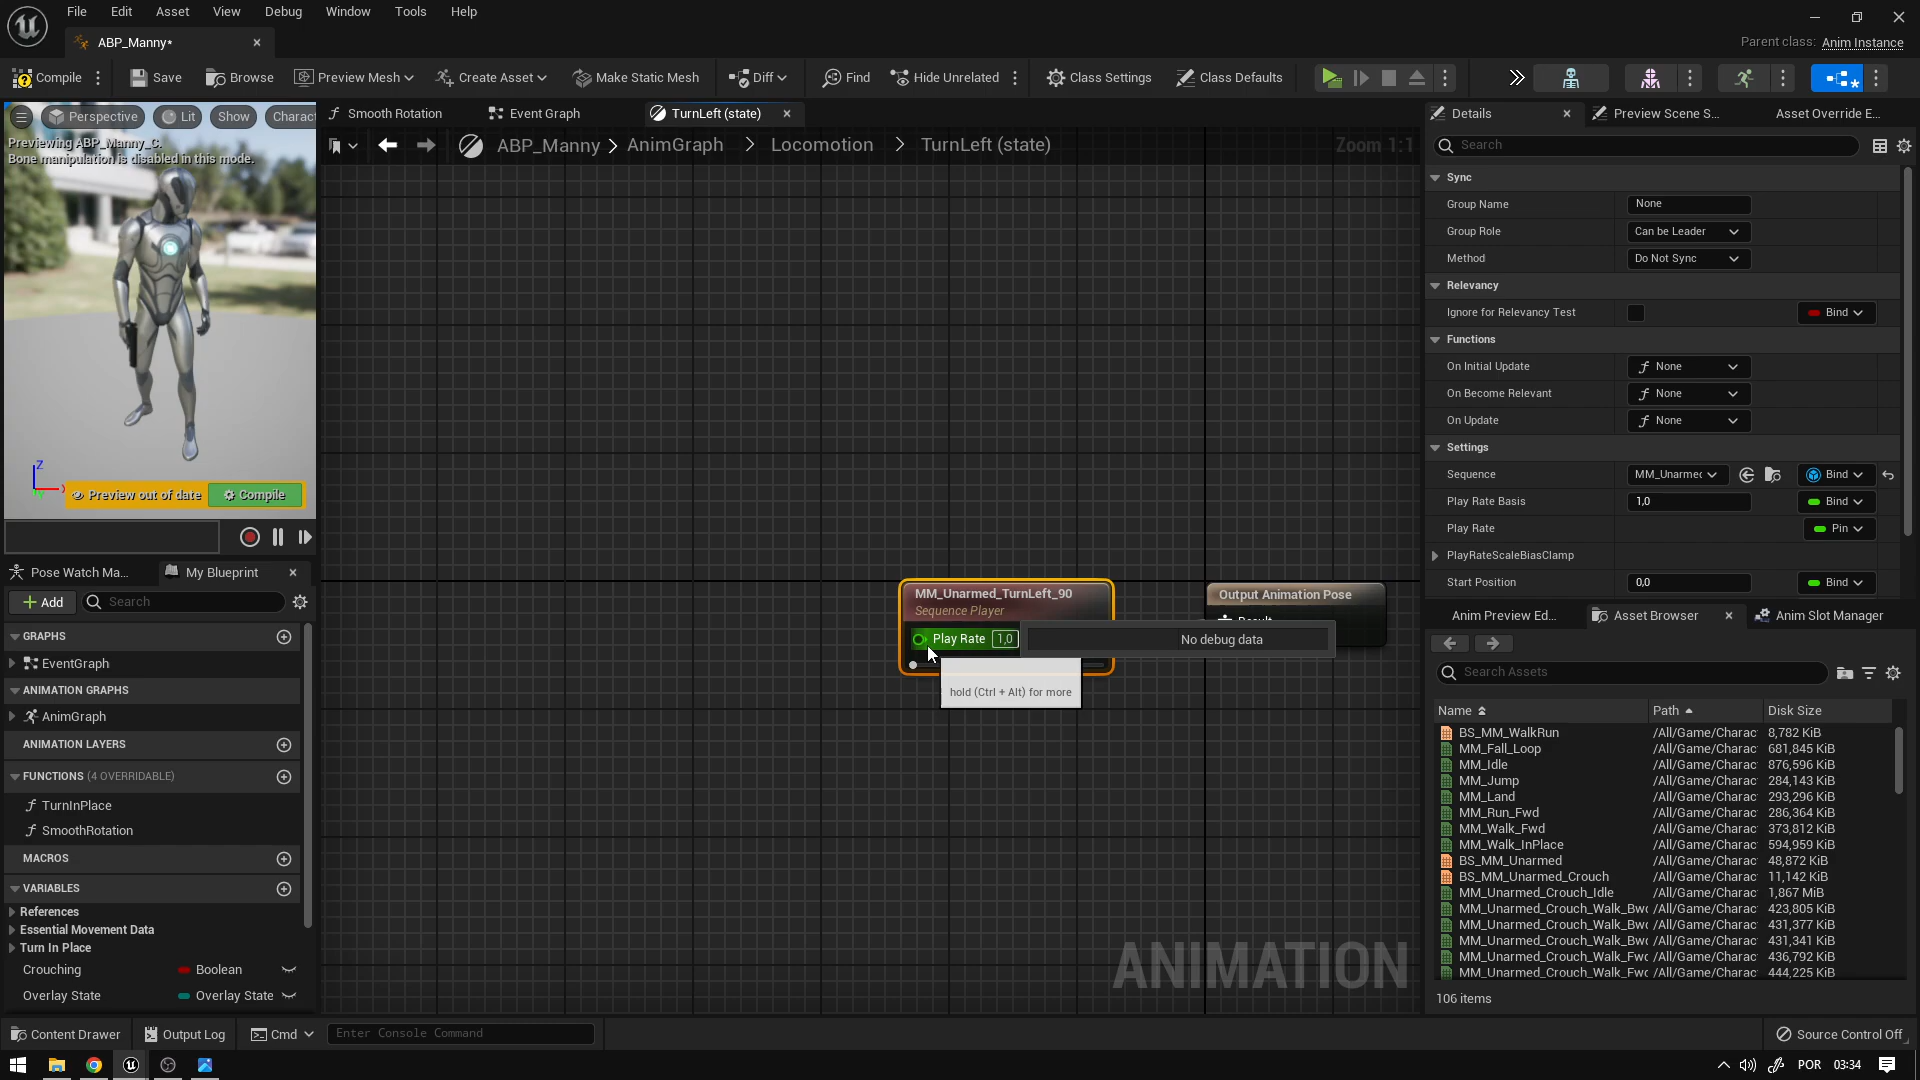 File Edit Asset View Debug Window Tools Help
ABP_Manny*
Parent class: Anim Instance
Compile Save Browse Preview Mesh Create Asset Make Static Mesh Diff Find Hide Unrelated Class Settings Class Defaults
Perspective Lit Show Charact
Previewing ABP_Manny_C.
Bone manipulation is disabled in this mode.
Z
Preview out of date Compile
Smooth Rotation Event Graph TurnLeft (state)
ABP_Manny > AnimGraph > Locomotion > TurnLeft (state)
Zoom 1:1
MM_Unarmed_TurnLeft_90
Sequence Player
Play Rate 1,0
No debug data
hold (Ctrl + Alt) for more
Output Animation Pose
Result
ANIMATION
Pose Watch Ma... My Blueprint
Add Search
GRAPHS
EventGraph
ANIMATION GRAPHS
AnimGraph
ANIMATION LAYERS
FUNCTIONS (4 OVERRIDABLE)
TurnInPlace
SmoothRotation
MACROS
VARIABLES
References
Essential Movement Data
Turn In Place
Crouching Boolean
Overlay State Overlay State
Details Preview Scene S... Asset Override E...
Search
Sync
Group Name None
Group Role Can be Leader
Method Do Not Sync
Relevancy
Ignore for Relevancy Test Bind
Functions
On Initial Update None
On Become Relevant None
On Update None
Settings
Sequence MM_Unarmed Bind
Play Rate Basis 1,0 Bind
Play Rate Pin
PlayRateScaleBiasClamp
Start Position 0,0 Bind
Anim Preview Ed... Asset Browser Anim Slot Manager
Search Assets
Name Path Disk Size
BS_MM_WalkRun /All/Game/Charac 8,782 KiB
MM_Fall_Loop /All/Game/Charac 681,845 KiB
MM_Idle /All/Game/Charac 876,596 KiB
MM_Jump /All/Game/Charac 284,143 KiB
MM_Land /All/Game/Charac 293,296 KiB
MM_Run_Fwd /All/Game/Charac 286,364 KiB
MM_Walk_Fwd /All/Game/Charac 373,812 KiB
MM_Walk_InPlace /All/Game/Charac 594,959 KiB
BS_MM_Unarmed /All/Game/Charac 48,872 KiB
BS_MM_Unarmed_Crouch /All/Game/Charac 11,142 KiB
MM_Unarmed_Crouch_Idle /All/Game/Charac 1,867 MiB
MM_Unarmed_Crouch_Walk_Bwd /All/Game/Charac 423,805 KiB
MM_Unarmed_Crouch_Walk_Bwd /All/Game/Charac 431,377 KiB
MM_Unarmed_Crouch_Walk_Bwd /All/Game/Charac 431,341 KiB
MM_Unarmed_Crouch_Walk_Fwd /All/Game/Charac 436,792 KiB
MM_Unarmed_Crouch_Walk_Fwd /All/Game/Charac 444,225 KiB
106 items
Content Drawer Output Log Cmd Enter Console Command
Source Control Off
POR 03:34